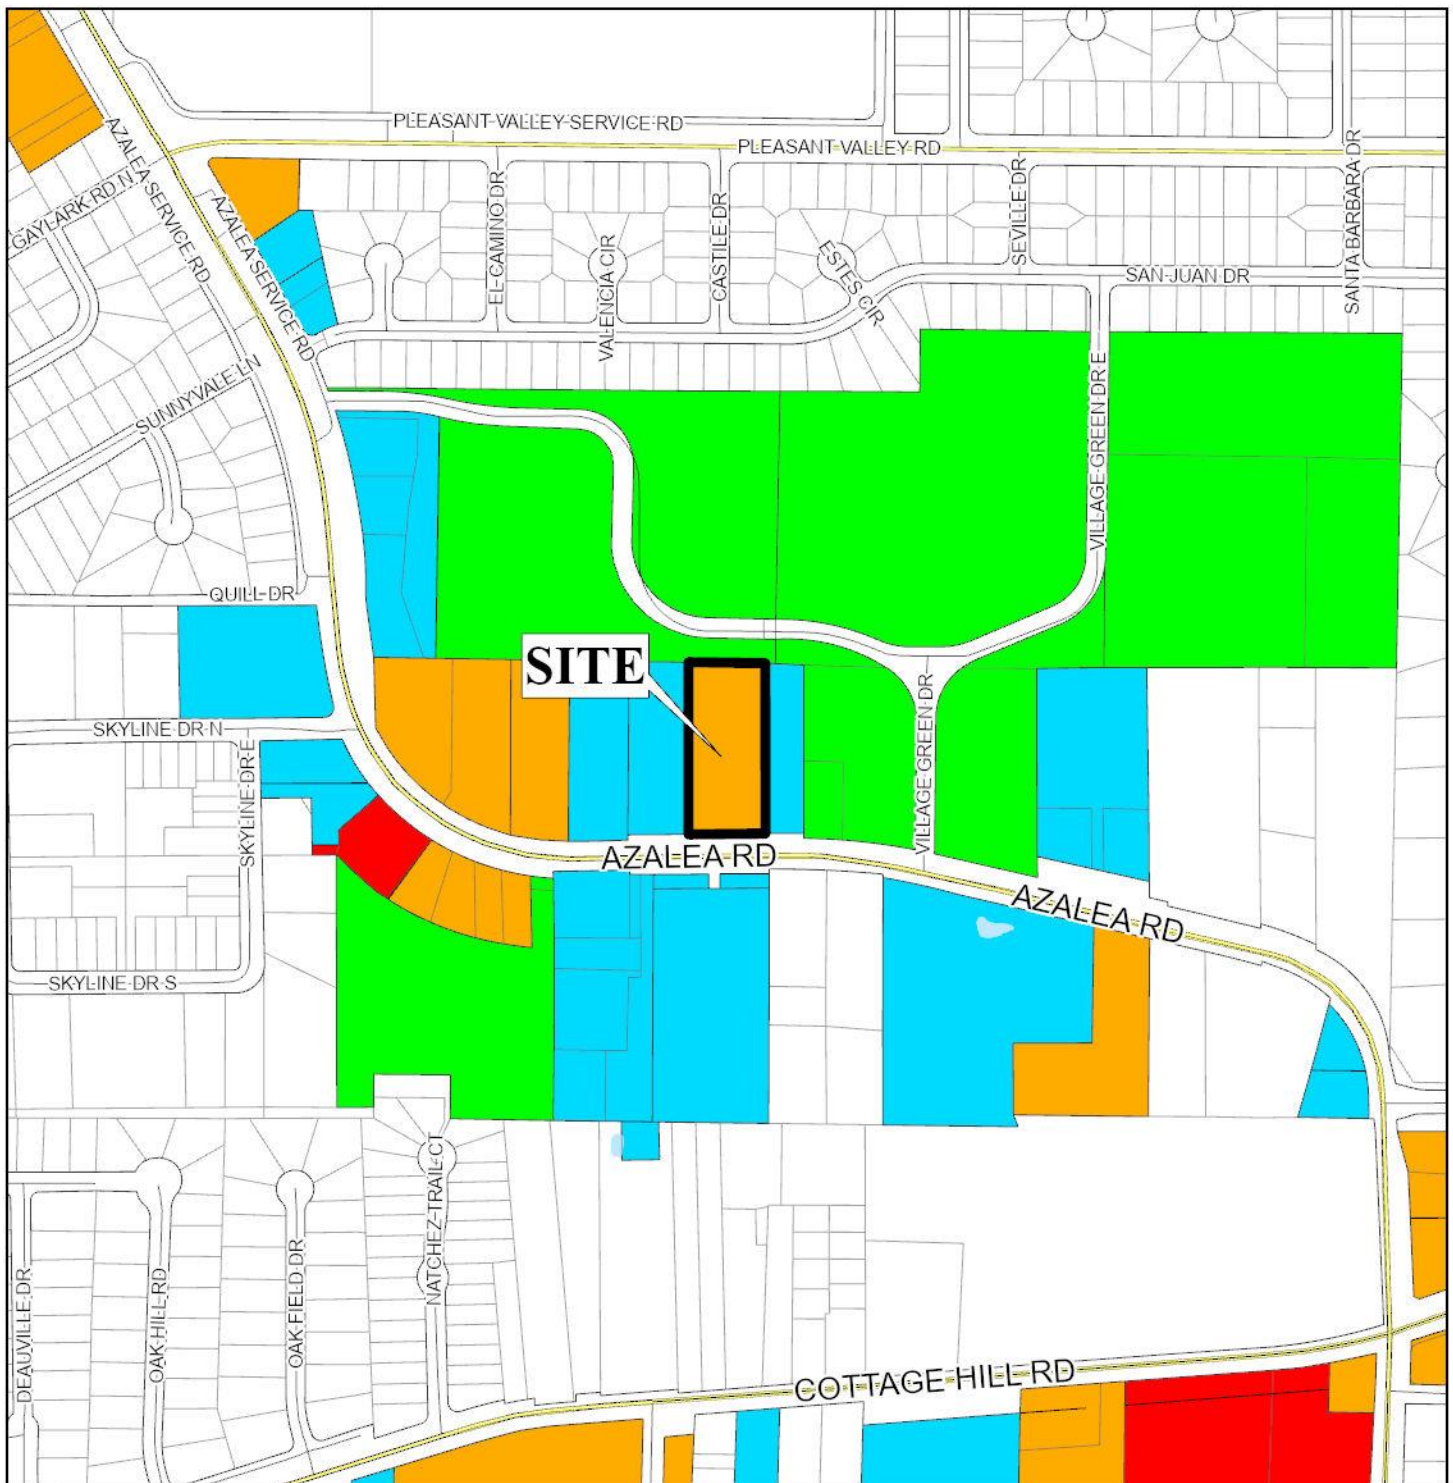 PLEASANT VALLEY SERVICE RD
PLEASANT VALLEY RD
AZALEA SERVICE RD
GAYLARK RD N
AZALEA SERVICE RD
EL CAMINO DR
VALENCIA CIR
CASTILE DR
ESTES CIR
SEVILLE DR
SANTA BARBARA DR
SAN JUAN DR
SUNNYVALE LN
VILLAGE GREEN DR E
QUILL DR
SITE
SKYLINE DR N
SKYLINE DR E
VILLAGE GREEN DR
AZALEA RD
AZALEA RD
SKYLINE DR S
NATCHEZ TRAIL CT
DEAUVILLE DR
OAK HILL RD
OAK FIELD DR
COTTAGE HILL RD